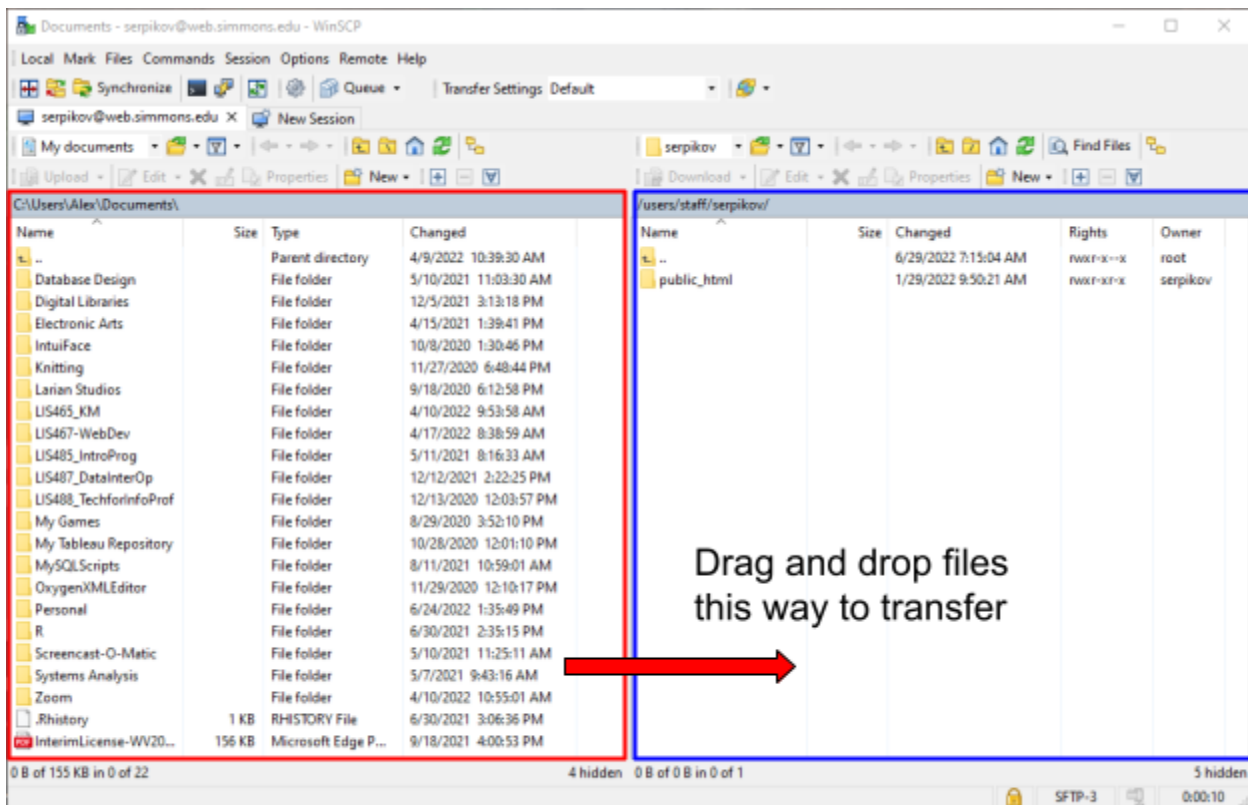 Documents - serpikov@web.simmons.edu - WinSCP
Local Mark Files Commands Session Options Remote Help
Synchronize Queue Transfer Settings Default
serpikov@web.simmons.edu X New Session
My documents serpikov Find Files
Upload Edit Properties New Download Edit Properties New
C:\Users\Alex\Documents\
Name Size Type Changed
.. Parent directory 4/9/2022 10:39:30 AM
Database Design File folder 5/10/2021 11:03:30 AM
Digital Libraries File folder 12/5/2021 3:13:18 PM
Electronic Arts File folder 4/15/2021 1:39:41 PM
IntuiFace File folder 10/8/2020 1:30:46 PM
Knitting File folder 11/27/2020 6:48:44 PM
Larian Studios File folder 9/18/2020 6:12:58 PM
LIS465_KM File folder 4/10/2022 9:53:58 AM
LIS467-WebDev File folder 4/17/2022 8:38:59 AM
LIS485_IntroProg File folder 5/11/2021 8:16:33 AM
LIS487_DataInterOp File folder 12/12/2021 2:22:25 PM
LIS488_TechforInfoProf File folder 12/13/2020 12:03:57 PM
My Games File folder 8/29/2020 3:52:10 PM
My Tableau Repository File folder 10/28/2020 12:01:10 PM
MySQLScripts File folder 8/11/2021 10:59:01 AM
OxygenXMLEditor File folder 11/29/2020 12:10:17 PM
Personal File folder 6/24/2022 1:35:49 PM
R File folder 6/30/2021 2:35:15 PM
Screencast-O-Matic File folder 5/10/2021 11:25:11 AM
Systems Analysis File folder 5/7/2021 9:43:16 AM
Zoom File folder 4/10/2022 10:55:01 AM
.Rhistory 1 KB RHISTORY File 6/30/2021 3:06:36 PM
InterimLicense-WV20... 156 KB Microsoft Edge P... 9/18/2021 4:00:53 PM
/users/staff/serpikov/
Name Size Changed Rights Owner
.. 6/29/2022 7:15:04 AM rwxr-x--x root
public_html 1/29/2022 9:50:21 AM rwxr-xr-x serpikov
Drag and drop files
this way to transfer
0 B of 155 KB in 0 of 22 4 hidden 0 B of 0 B in 0 of 1 5 hidden
SFTP-3 0:00:10